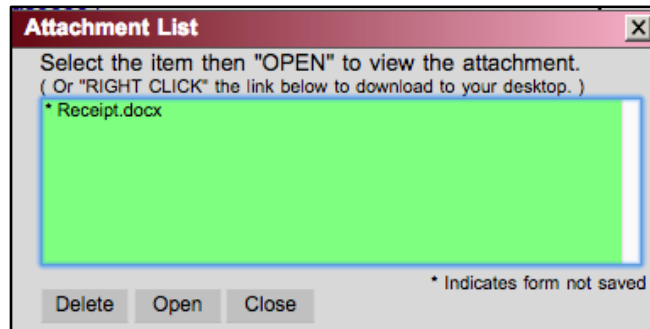 Attachment List
Select the item then "OPEN" to view the attachment.
( Or "RIGHT CLICK" the link below to download to your desktop. )
* Receipt.docx
* Indicates form not saved
Delete Open Close